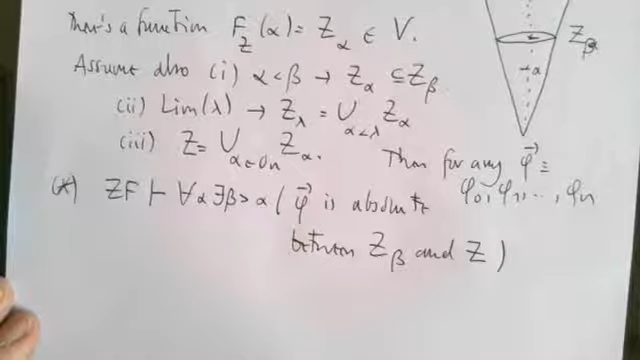 There's a function F_Z(α) = Z_α ∈ V.
Assume also (i) α < β → Z_α ⊆ Z_β
(ii) Lim(λ) → Z_λ = ∪_{α<λ} Z_α
(iii) Z = ∪_{α∈On} Z_α. Then for any φ⃗ ≡ φ₀, φ₁, ..., φₙ
(*) ZF ⊢ ∀α ∃β > α ( φ⃗ is absolute
between Z_β and Z )
Z_β
α